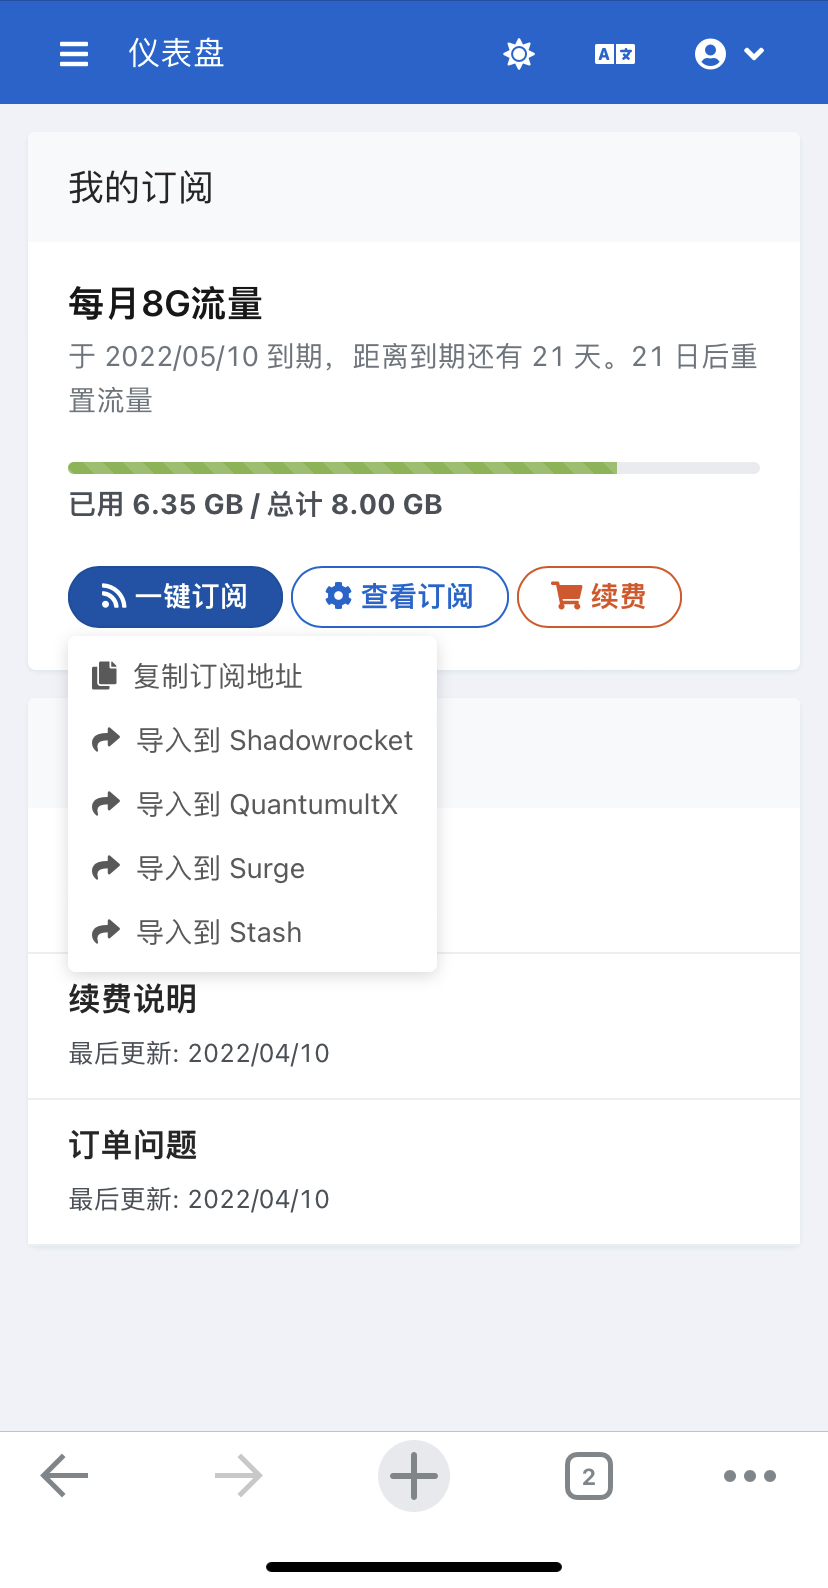 仪表盘
A 文
我的订阅
每月8G流量
于 2022/05/10 到期，距离到期还有 21 天。21 日后重
置流量
已用 6.35 GB / 总计 8.00 GB
一键订阅 查看订阅 续费
复制订阅地址
导入到 Shadowrocket
导入到 QuantumultX
导入到 Surge
导入到 Stash
续费说明
最后更新: 2022/04/10
订单问题
最后更新: 2022/04/10
2